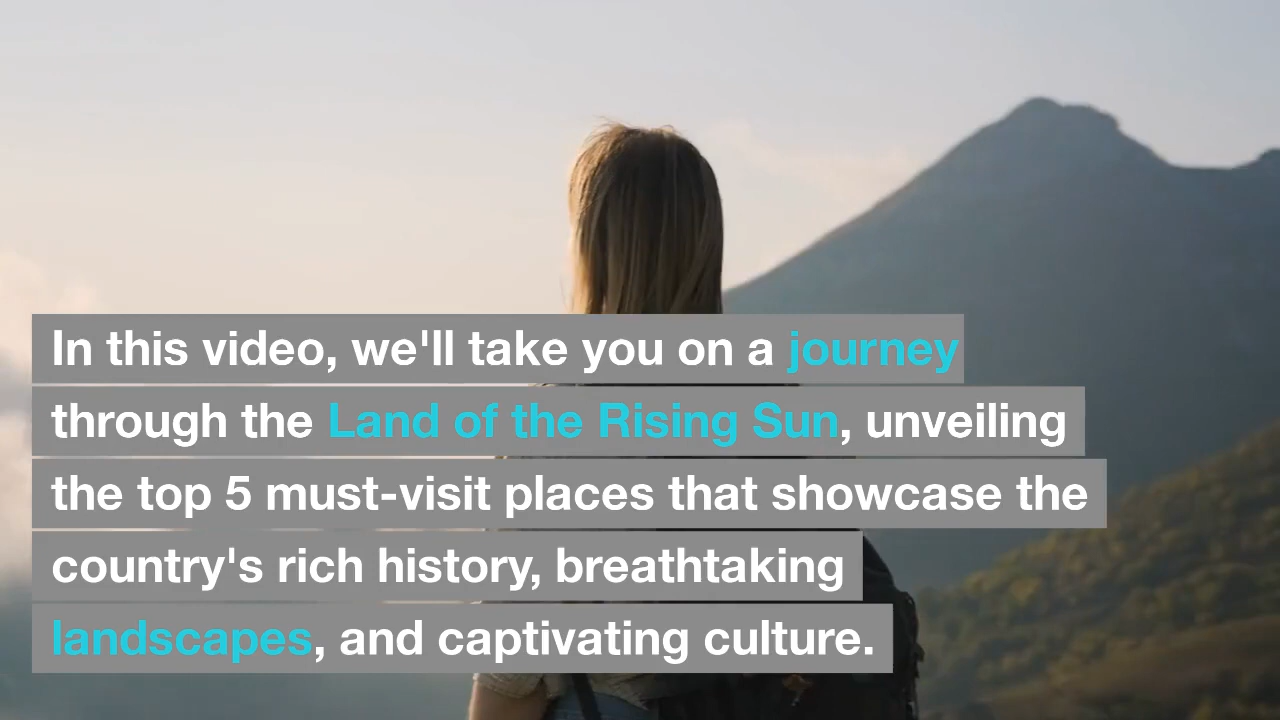 In this video, we'll take you on a journey
through the Land of the Rising Sun, unveiling
the top 5 must-visit places that showcase the
country's rich history, breathtaking
landscapes, and captivating culture.